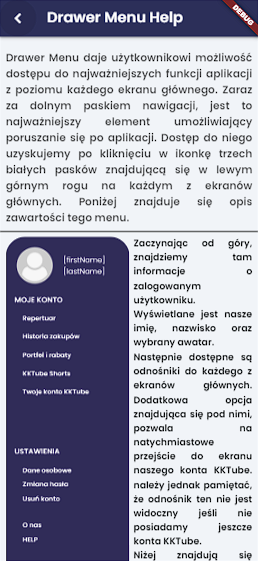 Drawer Menu Help
DEBUG
Drawer Menu daje użytkownikowi możliwość
dostępu do najważniejszych funkcji aplikacji
z poziomu każdego ekranu głównego. Zaraz
za dolnym paskiem nawigacji, jest to
najważniejszy element umożliwiający
poruszanie się po aplikacji. Dostęp do niego
uzyskujemy po kliknięciu w ikonkę trzech
białych pasków znajdującą się w lewym
górnym rogu na każdym z ekranów
głównych. Poniżej znajduje się opis
zawartości tego menu.
[firstName]
[lastName]
MOJE KONTO
Repertuar
Historia zakupów
Portfel i rabaty
KKTube Shorts
Twoje konto KKTube
USTAWIENIA
Dane osobowe
Zmiana hasła
Usuń konto
O nas
HELP
Zaczynając od góry,
znajdziemy tam
informacje o
zalogowanym
użytkowniku.
Wyświetlane jest nasze
imię, nazwisko oraz
wybrany awatar.
Następnie dostępne są
odnośniki do każdego z
ekranów głównych.
Dodatkowa opcja
znajdująca się pod nimi,
pozwala na
natychmiastowe
przejście do ekranu
naszego konta KKTube.
należy jednak pamiętać,
że odnośnik ten nie jest
widoczny jeśli nie
posiadamy jeszcze
konta KKTube.
Niżej znajdują się